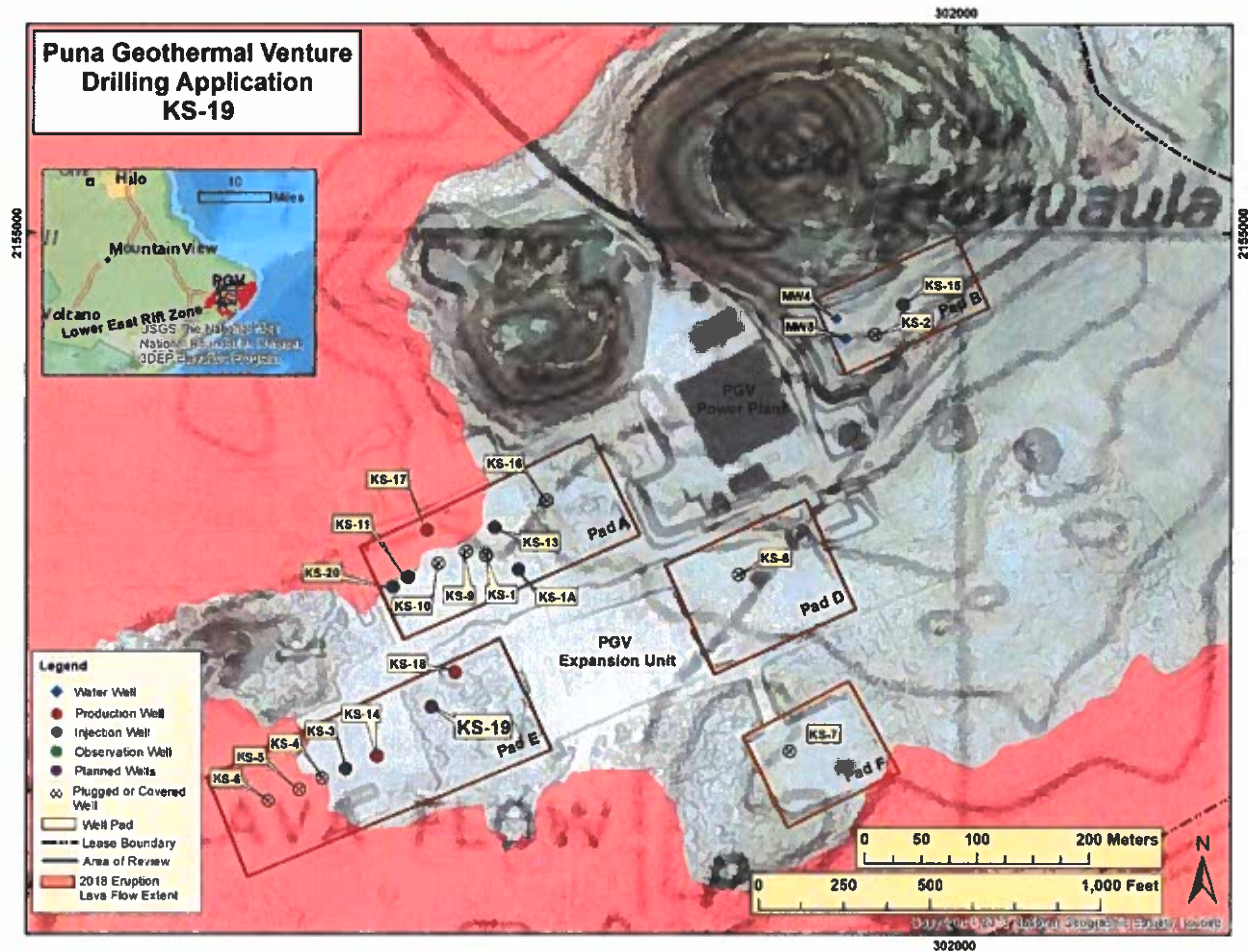 302000
Puna Geothermal Venture
Drilling Application
KS-19
Hilo
10
Miles
Mountain View
PGV
Volcano
Lower East Rift Zone
2155000
2155000
Puu
Honuaula
MW4
KS-15
Pad B
KS-2
PGV
Power Plant
KS-16
KS-17
Pad A
KS-11
KS-13
KS-20
KS-10
KS-9
KS-1
KS-1A
KS-8
Pad D
PGV
Expansion Unit
KS-18
KS-14
KS-3
KS-19
Pad E
KS-4
KS-5
KS-6
KS-7
Pad F
LAVA FLOW
Legend
Water Well
Production Well
Injection Well
Observation Well
Planned Wells
Plugged or Covered
Well
Well Pad
Lease Boundary
Area of Review
2018 Eruption
Lava Flow Extent
0 50 100 200 Meters
0 250 500 1,000 Feet
N
302000